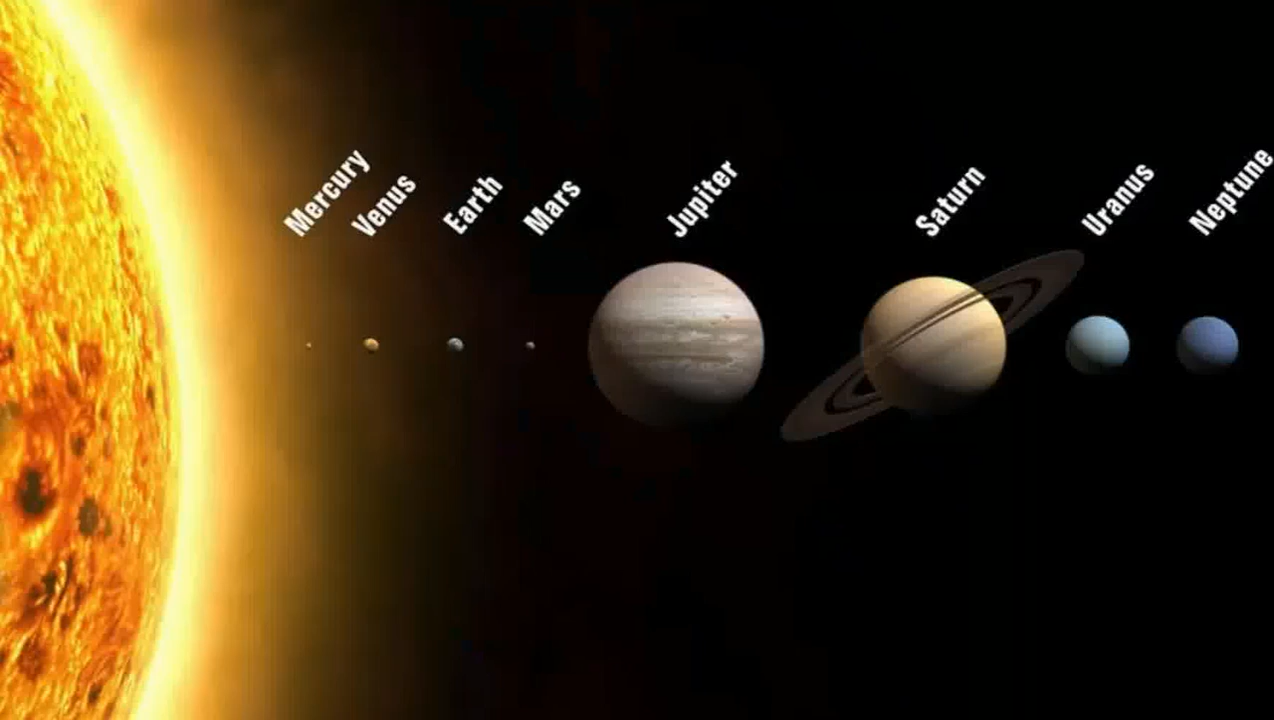 Mercury
Venus
Earth
Mars
Jupiter
Saturn
Uranus
Neptune